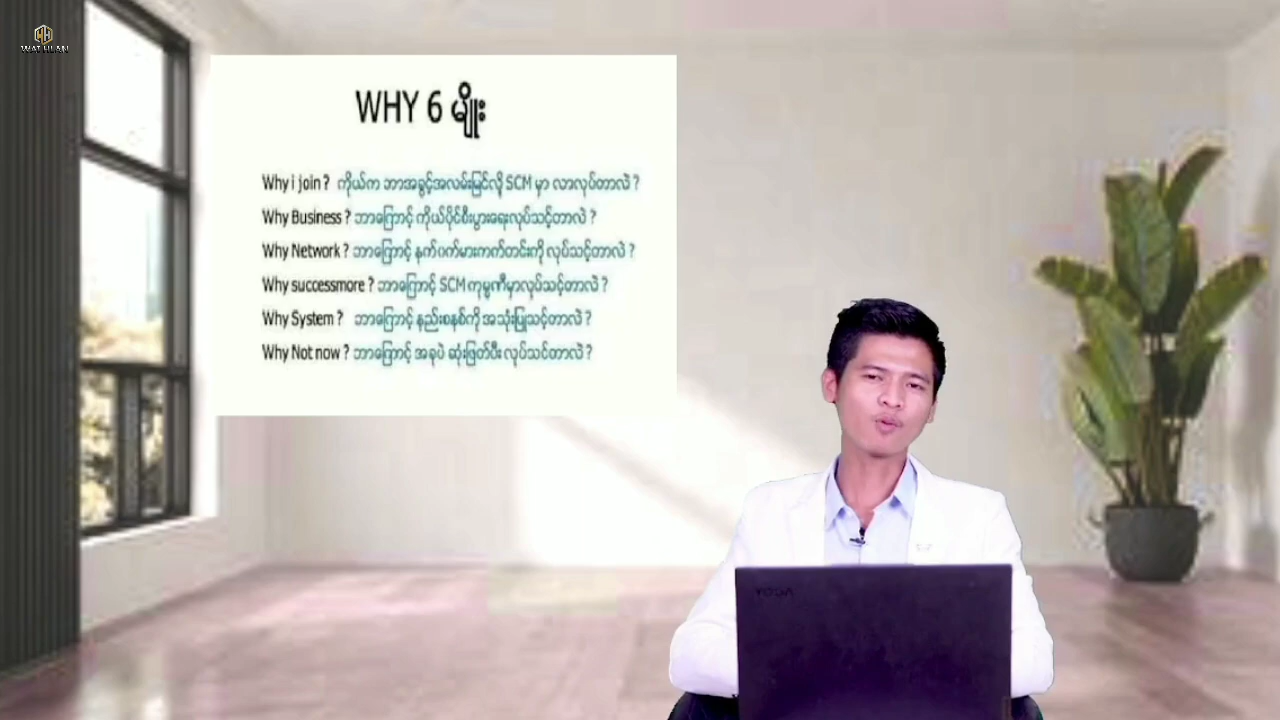 WAT HLAN
WHY 6 မျိုး
Why i join ? ကိုယ်က ဘာအခွင့်အလမ်းမြင်လို့ SCM မှာ လာလုပ်တာလဲ ?
Why Business ? ဘာကြောင့် ကိုယ်ပိုင်စီးပွားရေးလုပ်သင့်တာလဲ ?
Why Network ? ဘာကြောင့် နက်ဝက်မားကက်တင်းကို လုပ်သင့်တာလဲ ?
Why successmore ? ဘာကြောင့် SCM ကုမ္ပဏီမှာလုပ်သင့်တာလဲ ?
Why System ? ဘာကြောင့် နည်းစနစ်ကို အသုံးပြုသင့်တာလဲ ?
Why Not now ? ဘာကြောင့် အခုပဲ ဆုံးဖြတ်ပီး လုပ်သင်တာလဲ ?
YOGA